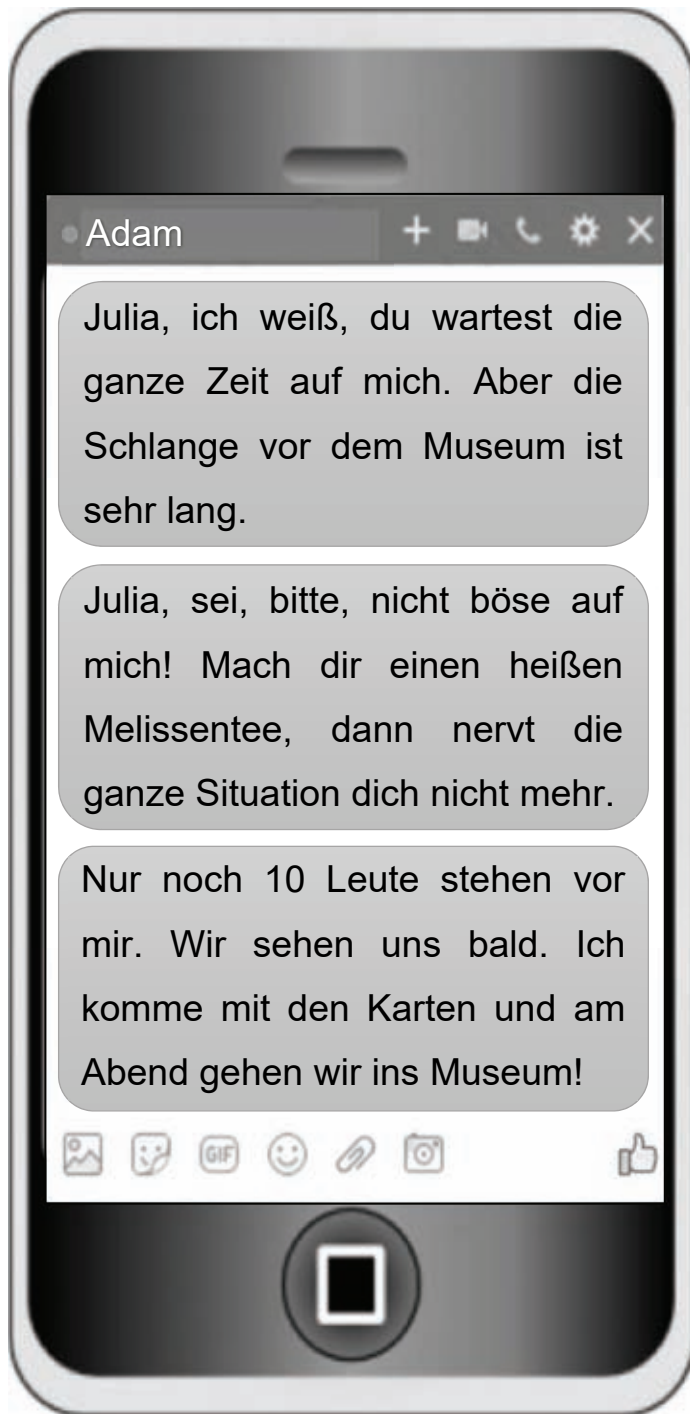 Adam
Julia, ich weiß, du wartest die
ganze Zeit auf mich. Aber die
Schlange vor dem Museum ist
sehr lang.
Julia, sei, bitte, nicht böse auf
mich! Mach dir einen heißen
Melissentee, dann nervt die
ganze Situation dich nicht mehr.
Nur noch 10 Leute stehen vor
mir. Wir sehen uns bald. Ich
komme mit den Karten und am
Abend gehen wir ins Museum!
GIF